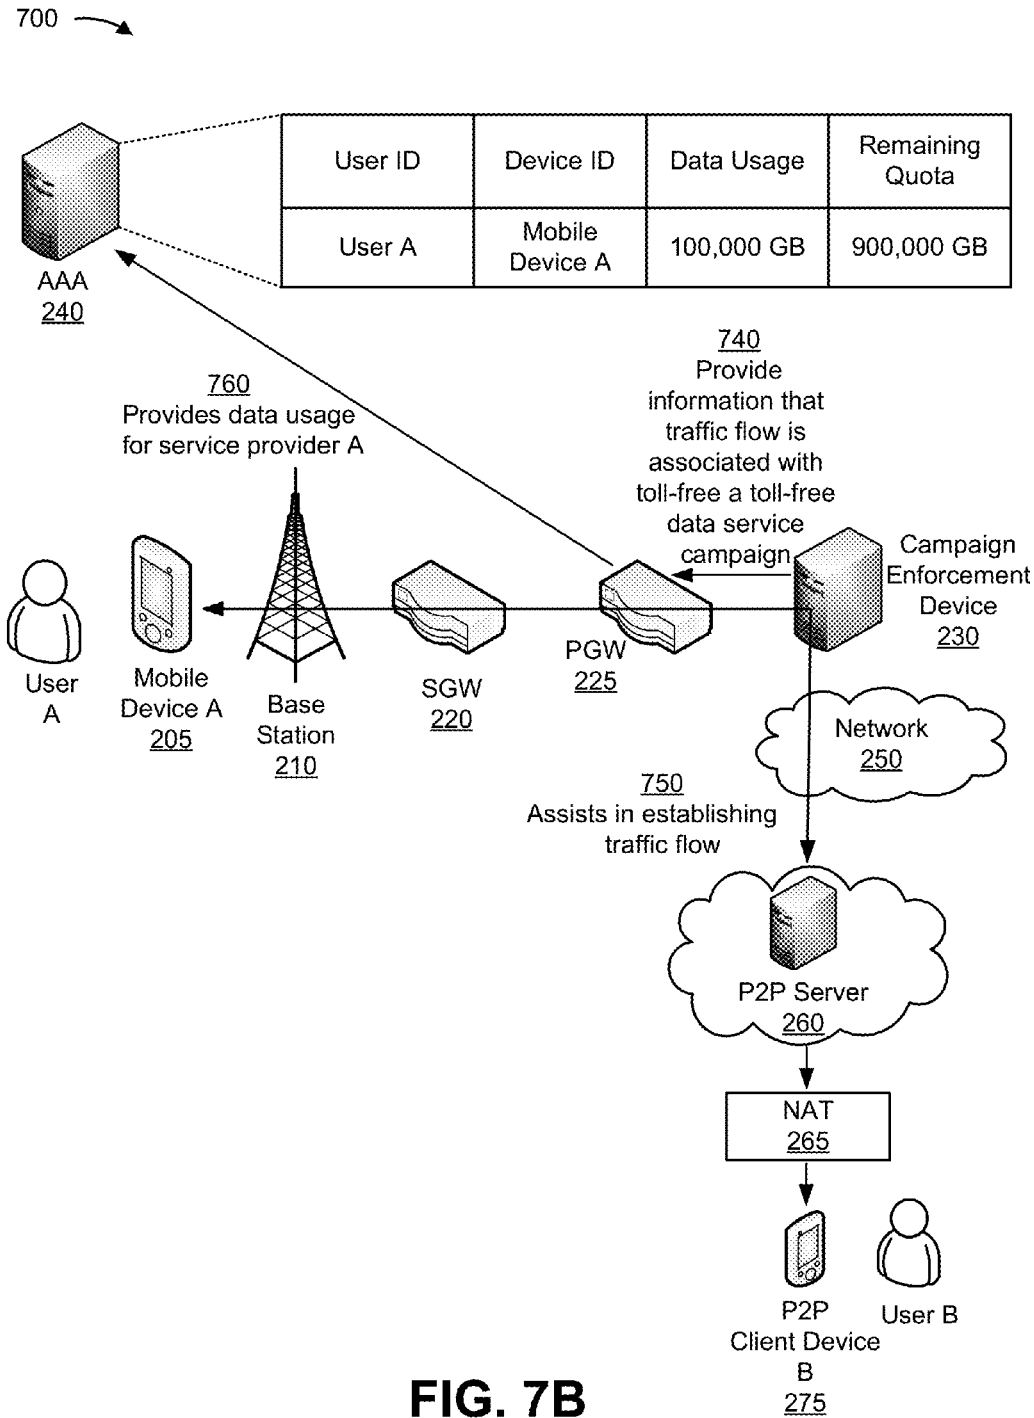 700
User ID
Device ID
Data Usage
Remaining
Quota
User A
Mobile
Device A
100,000 GB
900,000 GB
AAA
240
740
Provide
information that
traffic flow is
associated with
toll-free a toll-free
data service
campaign
760
Provides data usage
for service provider A
Campaign
Enforcement
Device
230
User
A
Mobile
Device A
205
Base
Station
210
SGW
220
PGW
225
Network
250
750
Assists in establishing
traffic flow
P2P Server
260
NAT
265
P2P
Client Device
B
275
User B
FIG. 7B